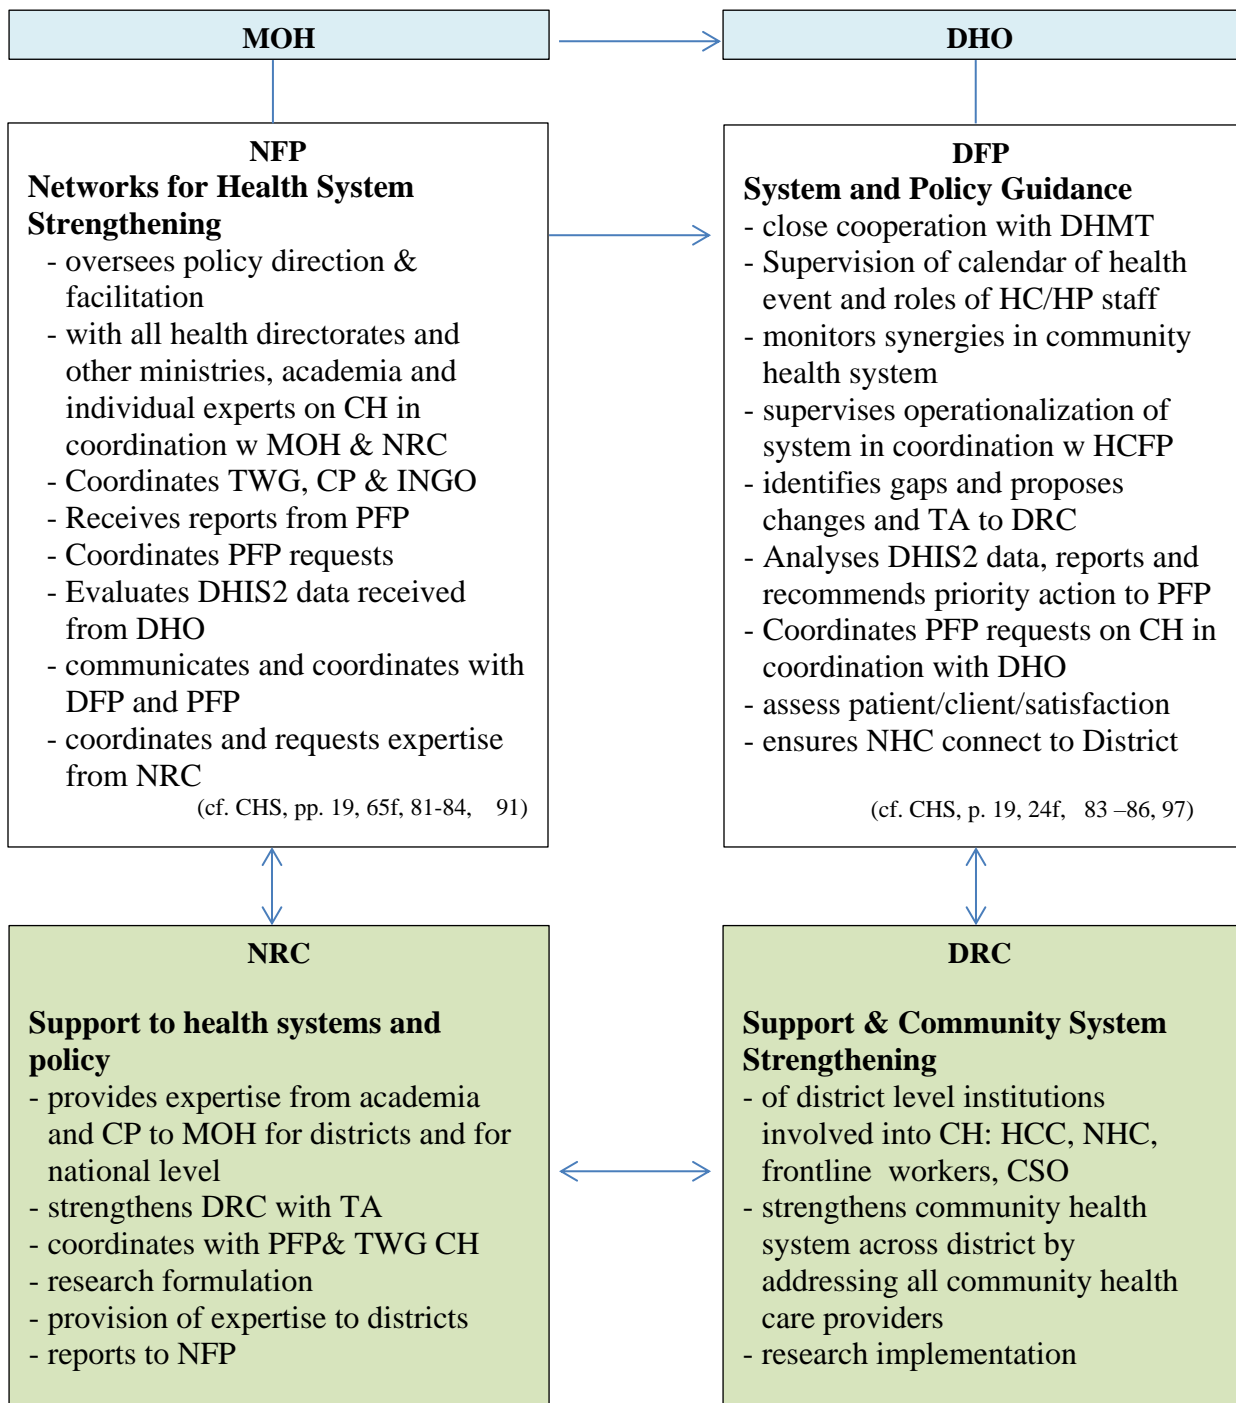 MOH
DHO
NFP
Networks for Health System
Strengthening
- oversees policy direction &
facilitation
- with all health directorates and
other ministries, academia and
individual experts on CH in
coordination w MOH & NRC
- Coordinates TWG, CP & INGO
- Receives reports from PFP
- Coordinates PFP requests
- Evaluates DHIS2 data received
from DHO
- communicates and coordinates with
DFP and PFP
- coordinates and requests expertise
from NRC
(cf. CHS, pp. 19, 65f, 81-84, 91)
DFP
System and Policy Guidance
- close cooperation with DHMT
- Supervision of calendar of health
event and roles of HC/HP staff
- monitors synergies in community
health system
- supervises operationalization of
system in coordination w HCFP
- identifies gaps and proposes
changes and TA to DRC
- Analyses DHIS2 data, reports and
recommends priority action to PFP
- Coordinates PFP requests on CH in
coordination with DHO
- assess patient/client/satisfaction
- ensures NHC connect to District
(cf. CHS, p. 19, 24f, 83 –86, 97)
NRC
Support to health systems and
policy
- provides expertise from academia
and CP to MOH for districts and for
national level
- strengthens DRC with TA
- coordinates with PFP& TWG CH
- research formulation
- provision of expertise to districts
- reports to NFP
DRC
Support & Community System
Strengthening
- of district level institutions
involved into CH: HCC, NHC,
frontline workers, CSO
- strengthens community health
system across district by
addressing all community health
care providers
- research implementation